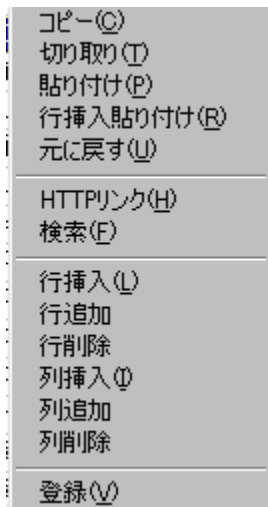 コピー(C)
切り取り(T)
貼り付け(P)
行挿入貼り付け(R)
元に戻す(U)
HTTPリンク(H)
検索(F)
行挿入(L)
行追加
行削除
列挿入(I)
列追加
列削除
登録(V)